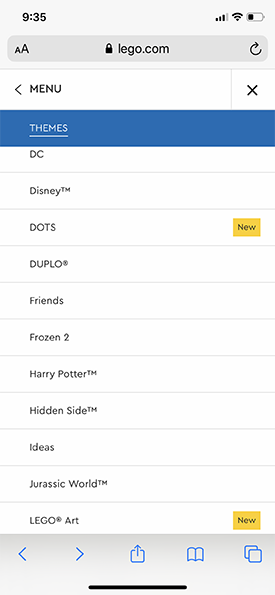 9:35
AA lego.com
MENU
THEMES
DC
Disney™
DOTS New
DUPLO®
Friends
Frozen 2
Harry Potter™
Hidden Side™
Ideas
Jurassic World™
LEGO® Art New